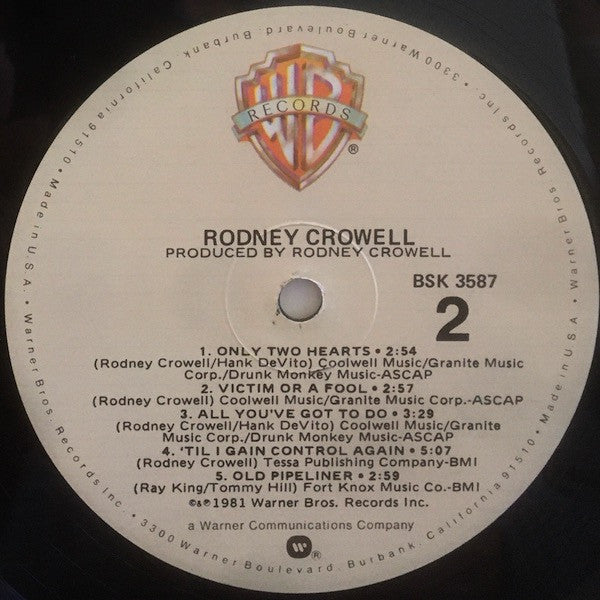 WB
RECORDS
®
RODNEY CROWELL
PRODUCED BY RODNEY CROWELL
BSK 3587
2
1. ONLY TWO HEARTS • 2:54
(Rodney Crowell/Hank DeVito) Coolwell Music/Granite Music
Corp./Drunk Monkey Music-ASCAP
2. VICTIM OR A FOOL • 2:57
(Rodney Crowell) Coolwell Music/Granite Music Corp.-ASCAP
3. ALL YOU'VE GOT TO DO • 3:29
(Rodney Crowell/Hank DeVito) Coolwell Music/Granite
Music Corp./Drunk Monkey Music-ASCAP
4. 'TIL I GAIN CONTROL AGAIN • 5:07
(Rodney Crowell) Tessa Publishing Company-BMI
5. OLD PIPELINER • 2:59
(Ray King/Tommy Hill) Fort Knox Music Co.-BMI
©&℗1981 Warner Bros. Records Inc.
a Warner Communications Company
W®
Warner Bros. Records Inc. • 3300 Warner Boulevard, Burbank, California 91510 • Made in U.S.A. • Warner Bros. Records Inc. • 3300 Warner Boulevard, Burbank, California 91510 • Made in U.S.A. •